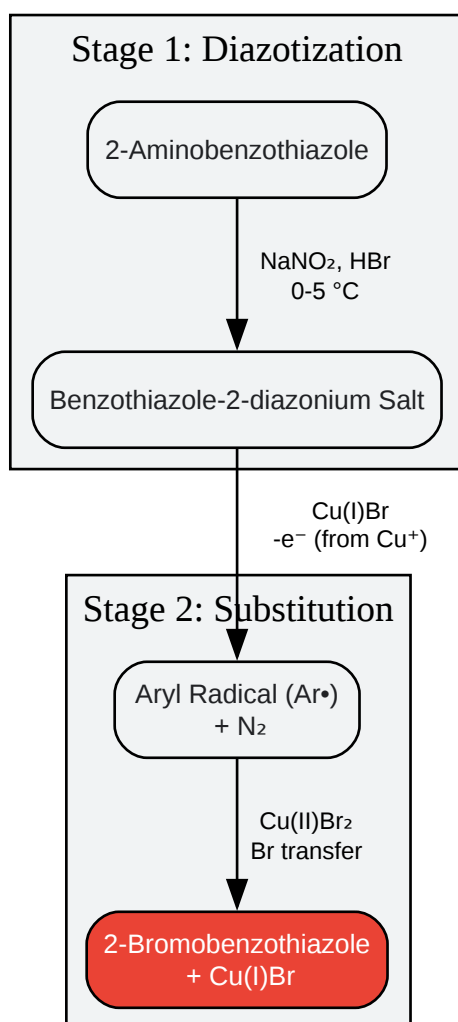 Stage 1: Diazotization
2-Aminobenzothiazole
NaNO₂, HBr
0-5 °C
Benzothiazole-2-diazonium Salt
Cu(I)Br
-e⁻ (from Cu⁺)
Stage 2: Substitution
Aryl Radical (Ar•)
+ N₂
Cu(II)Br₂
Br transfer
2-Bromobenzothiazole
+ Cu(I)Br